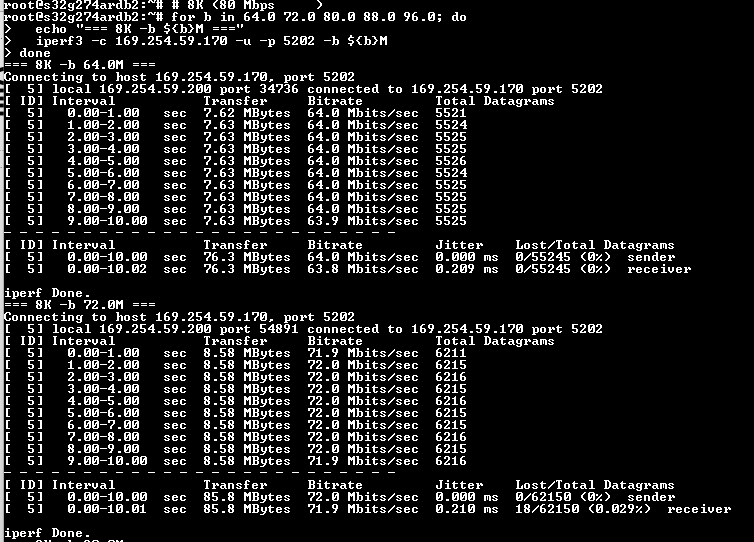 root@s32g274ardb2:~# # 8K (80 Mbps      )
root@s32g274ardb2:~# for b in 64.0 72.0 80.0 88.0 96.0; do
>   echo "=== 8K -b ${b}M ==="
>   iperf3 -c 169.254.59.170 -u -p 5202 -b ${b}M
> done
=== 8K -b 64.0M ===
Connecting to host 169.254.59.170, port 5202
[  5] local 169.254.59.200 port 34736 connected to 169.254.59.170 port 5202
[ ID] Interval           Transfer     Bitrate         Total Datagrams
[  5]   0.00-1.00   sec  7.62 MBytes  64.0 Mbits/sec  5521
[  5]   1.00-2.00   sec  7.63 MBytes  64.0 Mbits/sec  5524
[  5]   2.00-3.00   sec  7.63 MBytes  64.0 Mbits/sec  5525
[  5]   3.00-4.00   sec  7.63 MBytes  64.0 Mbits/sec  5525
[  5]   4.00-5.00   sec  7.63 MBytes  64.0 Mbits/sec  5526
[  5]   5.00-6.00   sec  7.63 MBytes  64.0 Mbits/sec  5524
[  5]   6.00-7.00   sec  7.63 MBytes  64.0 Mbits/sec  5525
[  5]   7.00-8.00   sec  7.63 MBytes  64.0 Mbits/sec  5525
[  5]   8.00-9.00   sec  7.63 MBytes  64.0 Mbits/sec  5525
[  5]   9.00-10.00  sec  7.63 MBytes  63.9 Mbits/sec  5525
- - - - - - - - - - - - - - - - - - - - - - - - -
[ ID] Interval           Transfer     Bitrate         Jitter    Lost/Total Datagrams
[  5]   0.00-10.00  sec  76.3 MBytes  64.0 Mbits/sec  0.000 ms  0/55245 (0%)  sender
[  5]   0.00-10.02  sec  76.3 MBytes  63.8 Mbits/sec  0.209 ms  0/55245 (0%)  receiver

iperf Done.
=== 8K -b 72.0M ===
Connecting to host 169.254.59.170, port 5202
[  5] local 169.254.59.200 port 54891 connected to 169.254.59.170 port 5202
[ ID] Interval           Transfer     Bitrate         Total Datagrams
[  5]   0.00-1.00   sec  8.58 MBytes  71.9 Mbits/sec  6211
[  5]   1.00-2.00   sec  8.58 MBytes  72.0 Mbits/sec  6215
[  5]   2.00-3.00   sec  8.58 MBytes  72.0 Mbits/sec  6216
[  5]   3.00-4.00   sec  8.58 MBytes  72.0 Mbits/sec  6215
[  5]   4.00-5.00   sec  8.58 MBytes  72.0 Mbits/sec  6216
[  5]   5.00-6.00   sec  8.58 MBytes  72.0 Mbits/sec  6215
[  5]   6.00-7.00   sec  8.58 MBytes  72.0 Mbits/sec  6215
[  5]   7.00-8.00   sec  8.58 MBytes  72.0 Mbits/sec  6216
[  5]   8.00-9.00   sec  8.58 MBytes  72.0 Mbits/sec  6215
[  5]   9.00-10.00  sec  8.58 MBytes  71.9 Mbits/sec  6216
- - - - - - - - - - - - - - - - - - - - - - - - -
[ ID] Interval           Transfer     Bitrate         Jitter    Lost/Total Datagrams
[  5]   0.00-10.00  sec  85.8 MBytes  72.0 Mbits/sec  0.000 ms  0/62150 (0%)  sender
[  5]   0.00-10.01  sec  85.8 MBytes  71.9 Mbits/sec  0.210 ms  18/62150 (0.029%)  receiver

iperf Done.